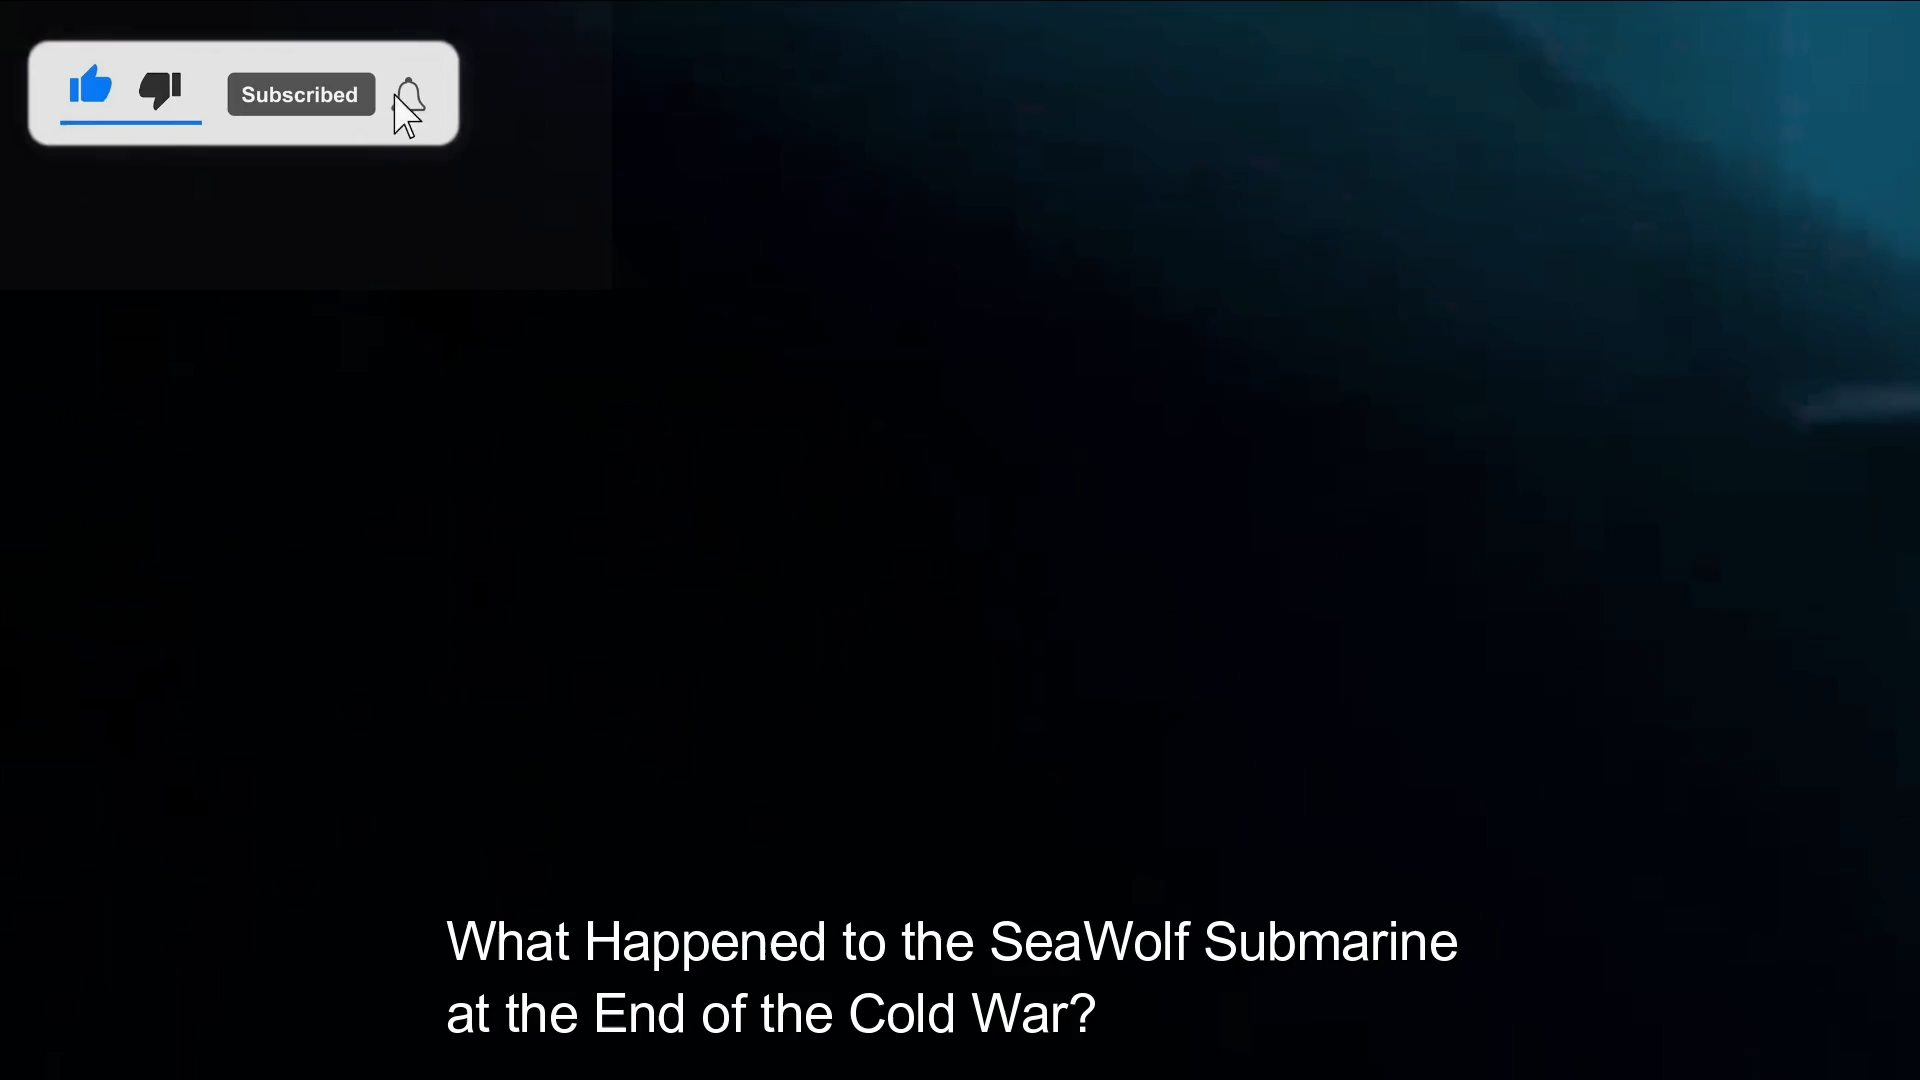 Subscribed
What Happened to the SeaWolf Submarine
at the End of the Cold War?